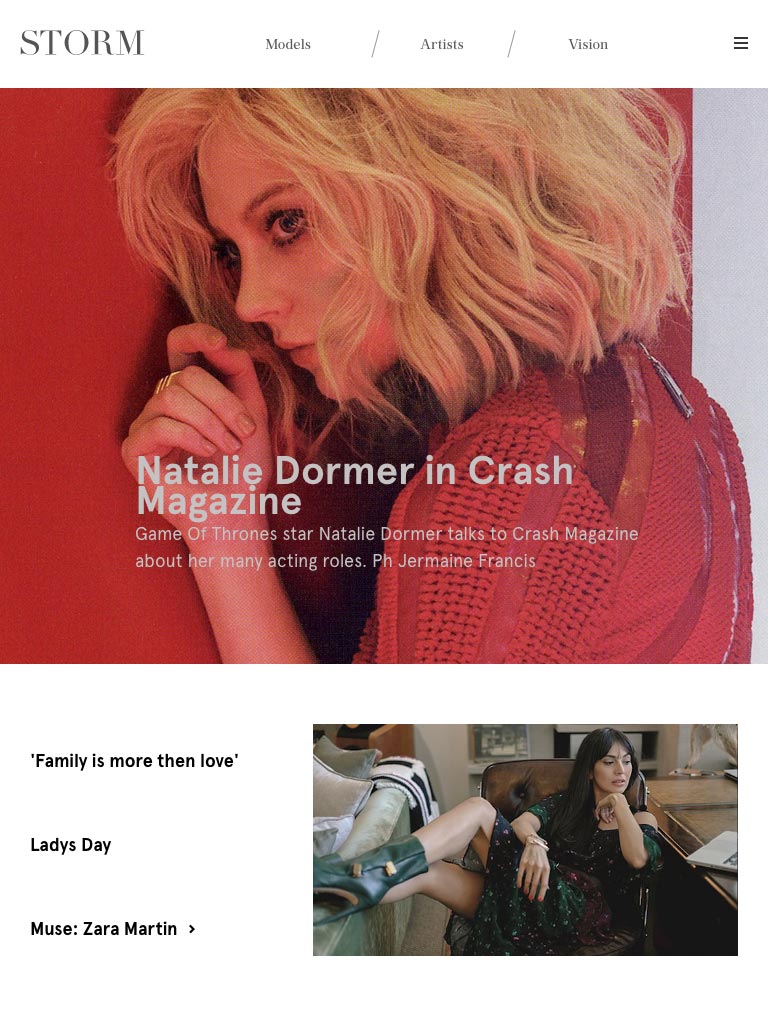 STORM
Models
Artists
Vision
Natalie Dormer in Crash
Magazine
Game Of Thrones star Natalie Dormer talks to Crash Magazine
about her many acting roles. Ph Jermaine Francis
'Family is more then love'
Ladys Day
Muse: Zara Martin ›